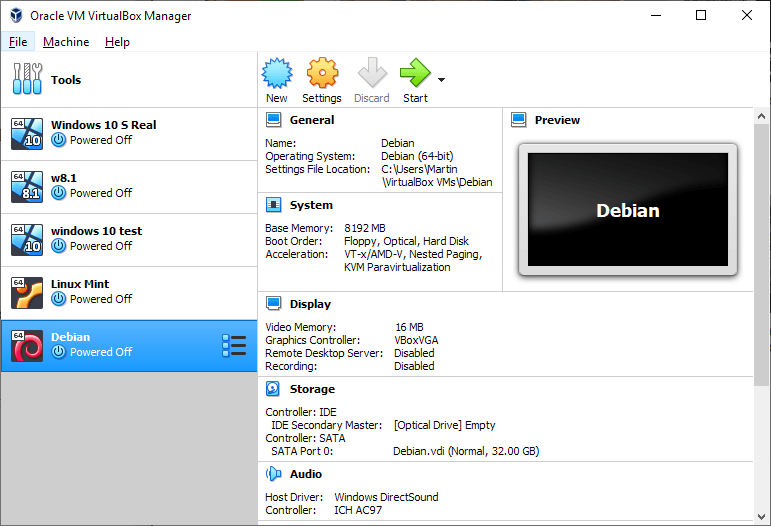 Oracle VM VirtualBox Manager
File Machine Help
Tools
New Settings Discard Start
64 10 Windows 10 S Real
Powered Off
64 8.1 w8.1
Powered Off
64 10 windows 10 test
Powered Off
64 Linux Mint
Powered Off
64 Debian
Powered Off
General
Name: Debian
Operating System: Debian (64-bit)
Settings File Location: C:\Users\Martin
\VirtualBox VMs\Debian
System
Base Memory: 8192 MB
Boot Order: Floppy, Optical, Hard Disk
Acceleration: VT-x/AMD-V, Nested Paging,
KVM Paravirtualization
Preview
Debian
Display
Video Memory: 16 MB
Graphics Controller: VBoxVGA
Remote Desktop Server: Disabled
Recording: Disabled
Storage
Controller: IDE
IDE Secondary Master: [Optical Drive] Empty
Controller: SATA
SATA Port 0: Debian.vdi (Normal, 32.00 GB)
Audio
Host Driver: Windows DirectSound
Controller: ICH AC97